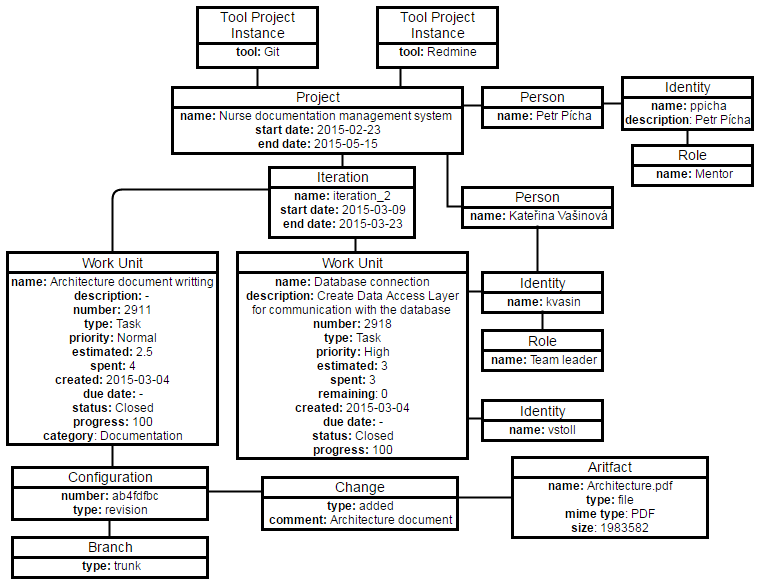 Tool Project
Instance
tool: Git
Tool Project
Instance
tool: Redmine
Project
name: Nurse documentation management system
start date: 2015-02-23
end date: 2015-05-15
Person
name: Petr Pícha
Identity
name: ppicha
description: Petr Pícha
Role
name: Mentor
Iteration
name: iteration_2
start date: 2015-03-09
end date: 2015-03-23
Person
name: Kateřina Vašinová
Work Unit
name: Architecture document writting
description: -
number: 2911
type: Task
priority: Normal
estimated: 2.5
spent: 4
created: 2015-03-04
due date: -
status: Closed
progress: 100
category: Documentation
Work Unit
name: Database connection
description: Create Data Access Layer
for communication with the database
number: 2918
type: Task
priority: High
estimated: 3
spent: 3
remaining: 0
created: 2015-03-04
due date: -
status: Closed
progress: 100
Identity
name: kvasin
Role
name: Team leader
Identity
name: vstoll
Configuration
number: ab4fdfbc
type: revision
Change
type: added
comment: Architecture document
Aritfact
name: Architecture.pdf
type: file
mime type: PDF
size: 1983582
Branch
type: trunk